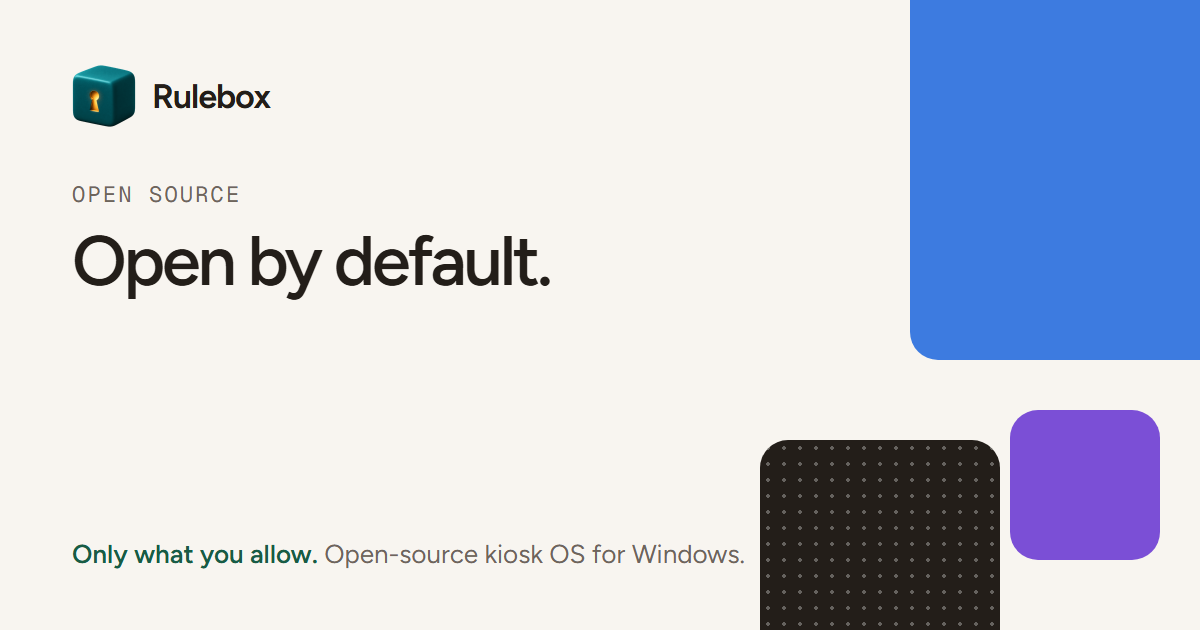 Rulebox
OPEN SOURCE
Open by default.
Only what you allow. Open-source kiosk OS for Windows.